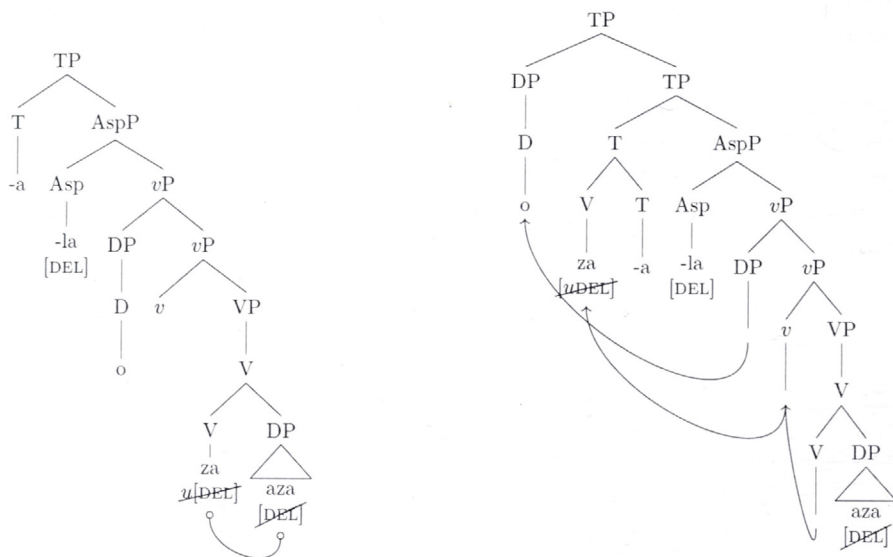 TP
T AspP
-a Asp vP
-la DP vP
[DEL]
D v VP
o V
V DP
za aza
u[DEL] [DEL]
TP
DP TP
D T AspP
o V T Asp vP
za -a -la DP vP
[uDEL] [DEL]
v VP
V
V DP
aza
[DEL]